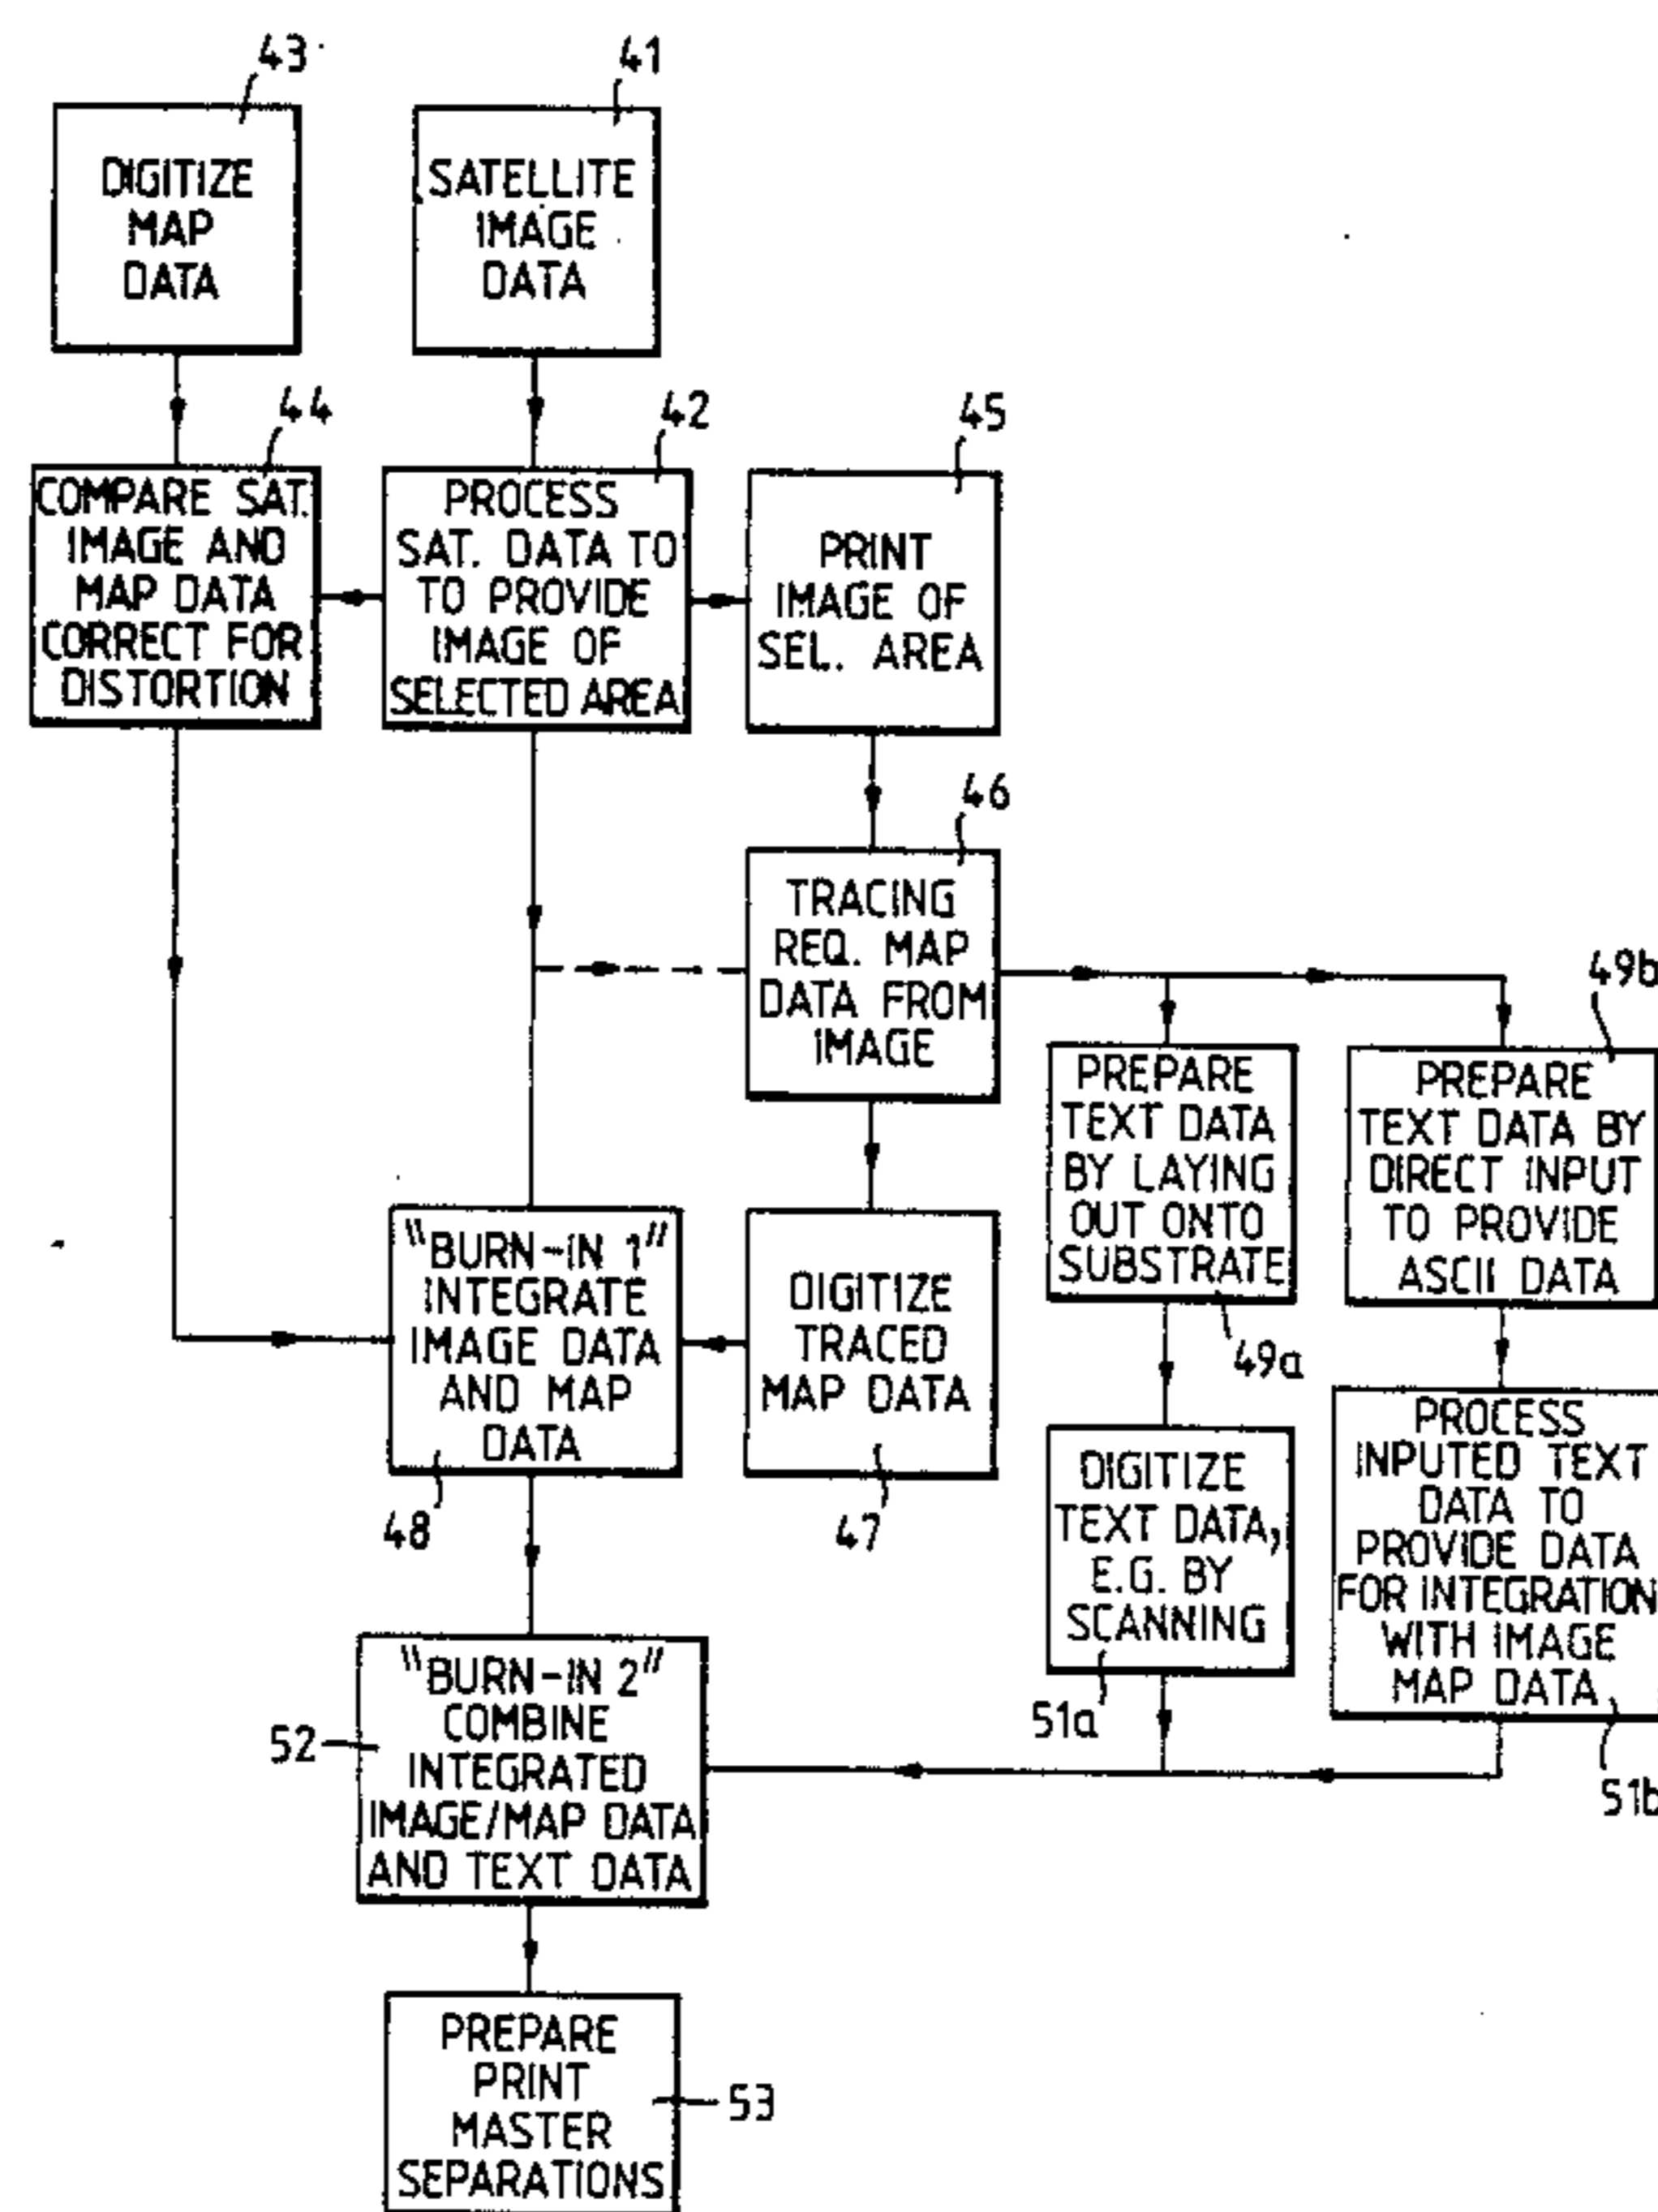 43
41
DIGITIZE
MAP
DATA
SATELLITE
IMAGE
DATA
44
42
45
COMPARE SAT.
IMAGE AND
MAP DATA
CORRECT FOR
DISTORTION
PROCESS
SAT. DATA TO
TO PROVIDE
IMAGE OF
SELECTED AREA
PRINT
IMAGE OF
SEL. AREA
46
TRACING
REQ. MAP
DATA FROM
IMAGE
49b
PREPARE
TEXT DATA
BY LAYING
OUT ONTO
SUBSTRATE
49a
PREPARE
TEXT DATA BY
DIRECT INPUT
TO PROVIDE
ASCII DATA
"BURN-IN 1"
INTEGRATE
IMAGE DATA
AND MAP
DATA
48
DIGITIZE
TRACED
MAP DATA
47
DIGITIZE
TEXT DATA,
E.G. BY
SCANNING
51a
PROCESS
INPUTED TEXT
DATA TO
PROVIDE DATA
FOR INTEGRATION
WITH IMAGE
MAP DATA
51b
52
"BURN-IN 2"
COMBINE
INTEGRATED
IMAGE/MAP DATA
AND TEXT DATA
PREPARE
PRINT
MASTER
SEPARATIONS
53